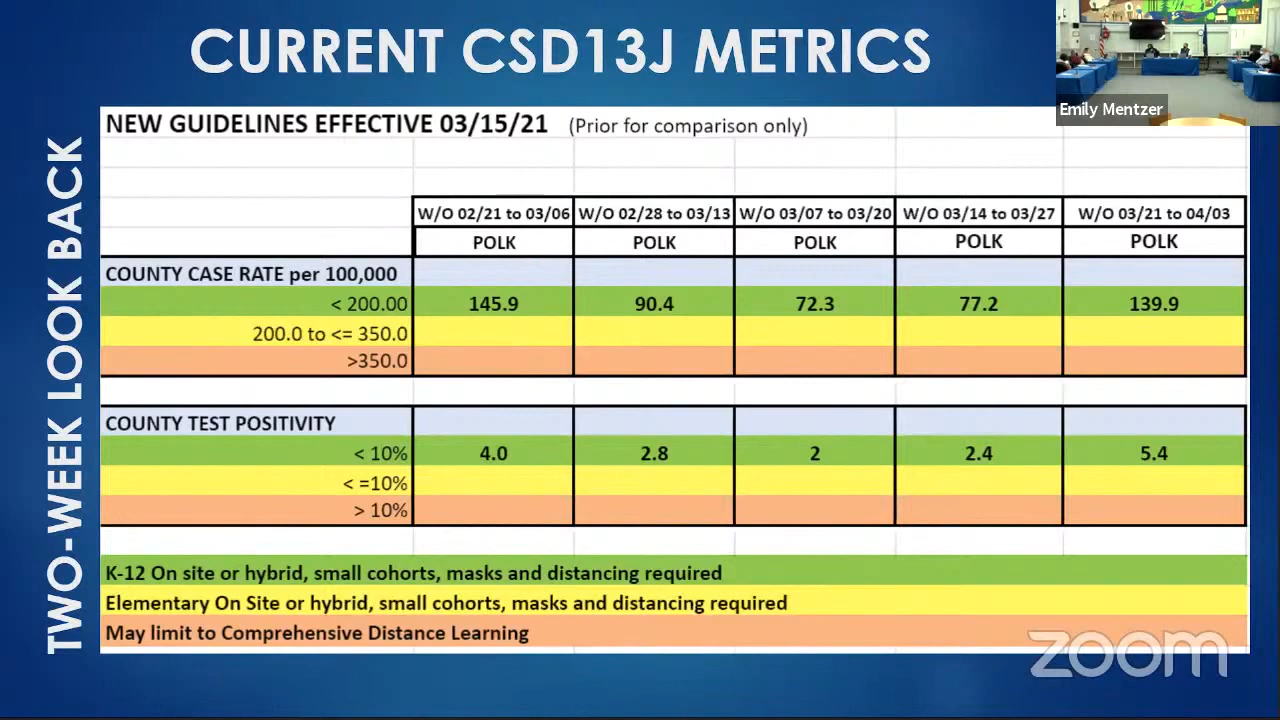 CURRENT CSD13J METRICS
Emily Mentzer
TWO-WEEK LOOK BACK
NEW GUIDELINES EFFECTIVE 03/15/21 (Prior for comparison only)
W/O 02/21 to 03/06 W/O 02/28 to 03/13 W/O 03/07 to 03/20 W/O 03/14 to 03/27 W/O 03/21 to 04/03
POLK POLK POLK POLK POLK
COUNTY CASE RATE per 100,000
< 200.00 145.9 90.4 72.3 77.2 139.9
200.0 to <= 350.0
>350.0
COUNTY TEST POSITIVITY
< 10% 4.0 2.8 2 2.4 5.4
< =10%
> 10%
K-12 On site or hybrid, small cohorts, masks and distancing required
Elementary On Site or hybrid, small cohorts, masks and distancing required
May limit to Comprehensive Distance Learning
zoom